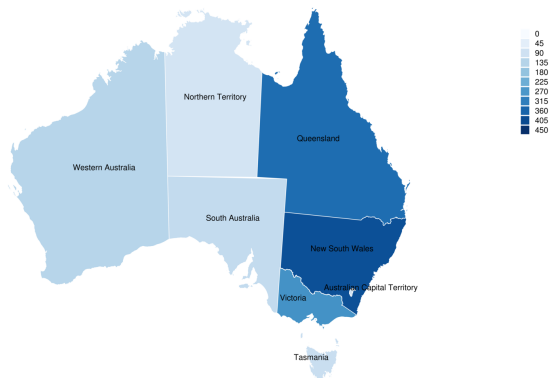 0
45
90
135
180
225
270
315
360
405
450
Northern Territory
Queensland
Western Australia
South Australia
New South Wales
Australian Capital Territory
Victoria
Tasmania